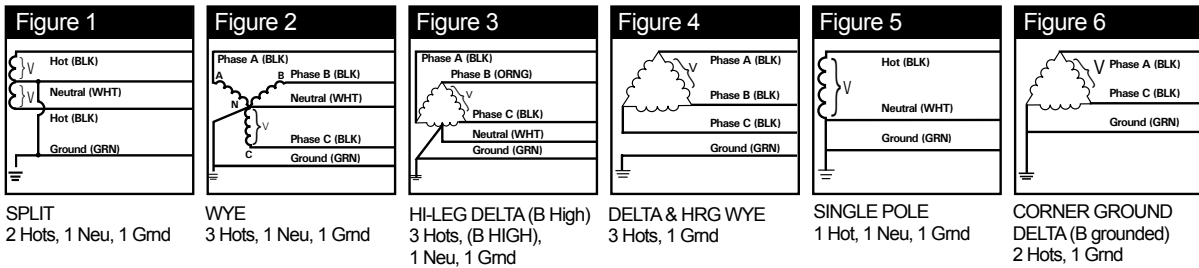 Figure 1
Hot (BLK)
V
Neutral (WHT)
V
Hot (BLK)
Ground (GRN)
SPLIT
2 Hots, 1 Neu, 1 Grnd
Figure 2
Phase A (BLK)
A
B
Phase B (BLK)
N
Neutral (WHT)
V
Phase C (BLK)
C
Ground (GRN)
WYE
3 Hots, 1 Neu, 1 Grnd
Figure 3
Phase A (BLK)
Phase B (ORNG)
V
Phase C (BLK)
Neutral (WHT)
Ground (GRN)
HI-LEG DELTA (B High)
3 Hots, (B HIGH),
1 Neu, 1 Grnd
Figure 4
V
Phase A (BLK)
Phase B (BLK)
Phase C (BLK)
Ground (GRN)
DELTA & HRG WYE
3 Hots, 1 Grnd
Figure 5
Hot (BLK)
V
Neutral (WHT)
Ground (GRN)
SINGLE POLE
1 Hot, 1 Neu, 1 Grnd
Figure 6
V Phase A (BLK)
Phase C (BLK)
Ground (GRN)
CORNER GROUND
DELTA (B grounded)
2 Hots, 1 Grnd